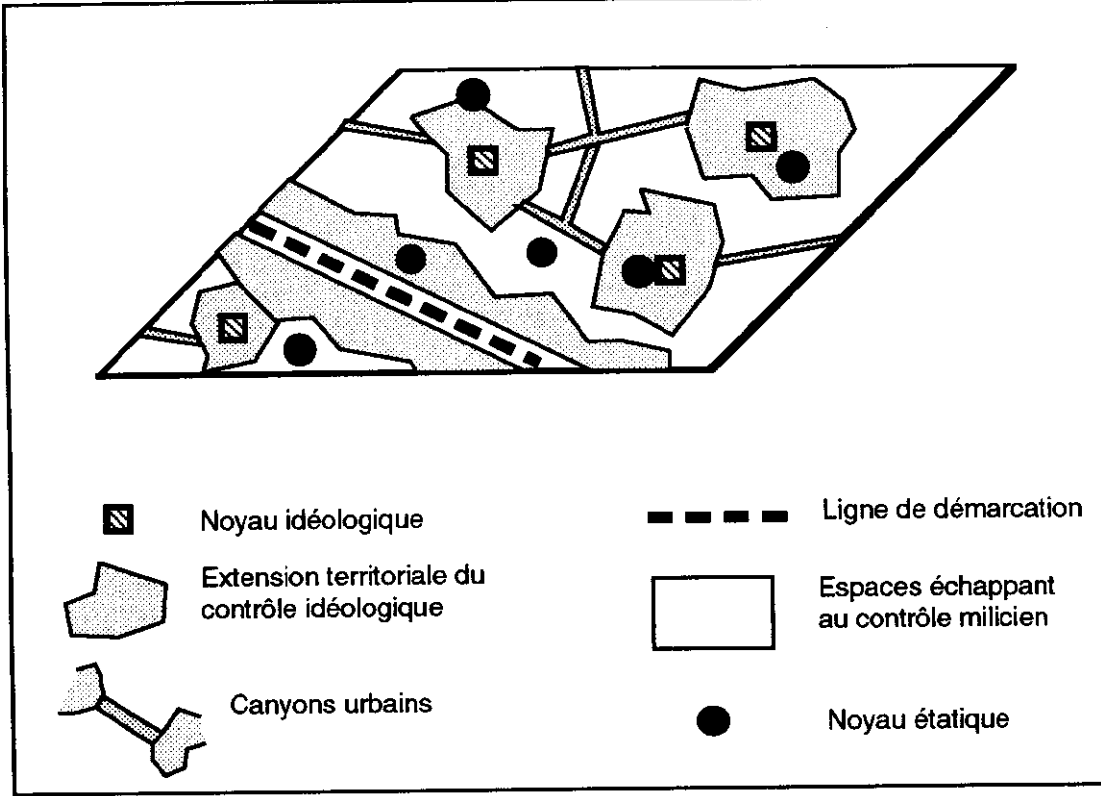 Noyau idéologique
Extension territoriale du
contrôle idéologique
Canyons urbains
Ligne de démarcation
Espaces échappant
au contrôle milicien
Noyau étatique